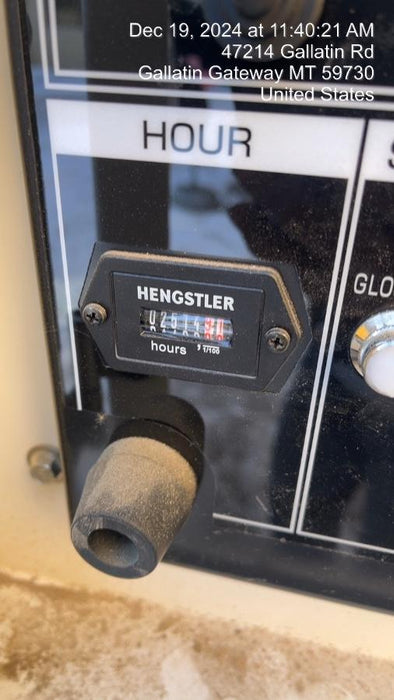 Dec 19, 2024 at 11:40:21 AM
47214 Gallatin Rd
Gallatin Gateway MT 59730
United States
HOUR
HENGSTLER
hours , 1/100
GLO